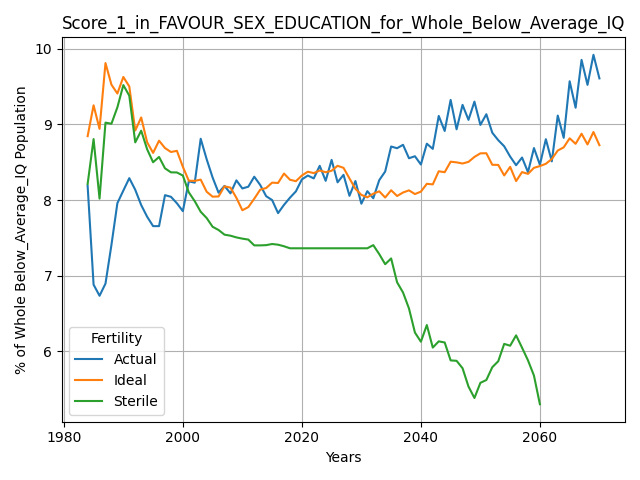 Score_1_in_FAVOUR_SEX_EDUCATION_for_Whole_Below_Average_IQ
% of Whole Below_Average_IQ Population
10
9
8
7
6
Fertility
Actual
Ideal
Sterile
1980 2000 2020 2040 2060
Years